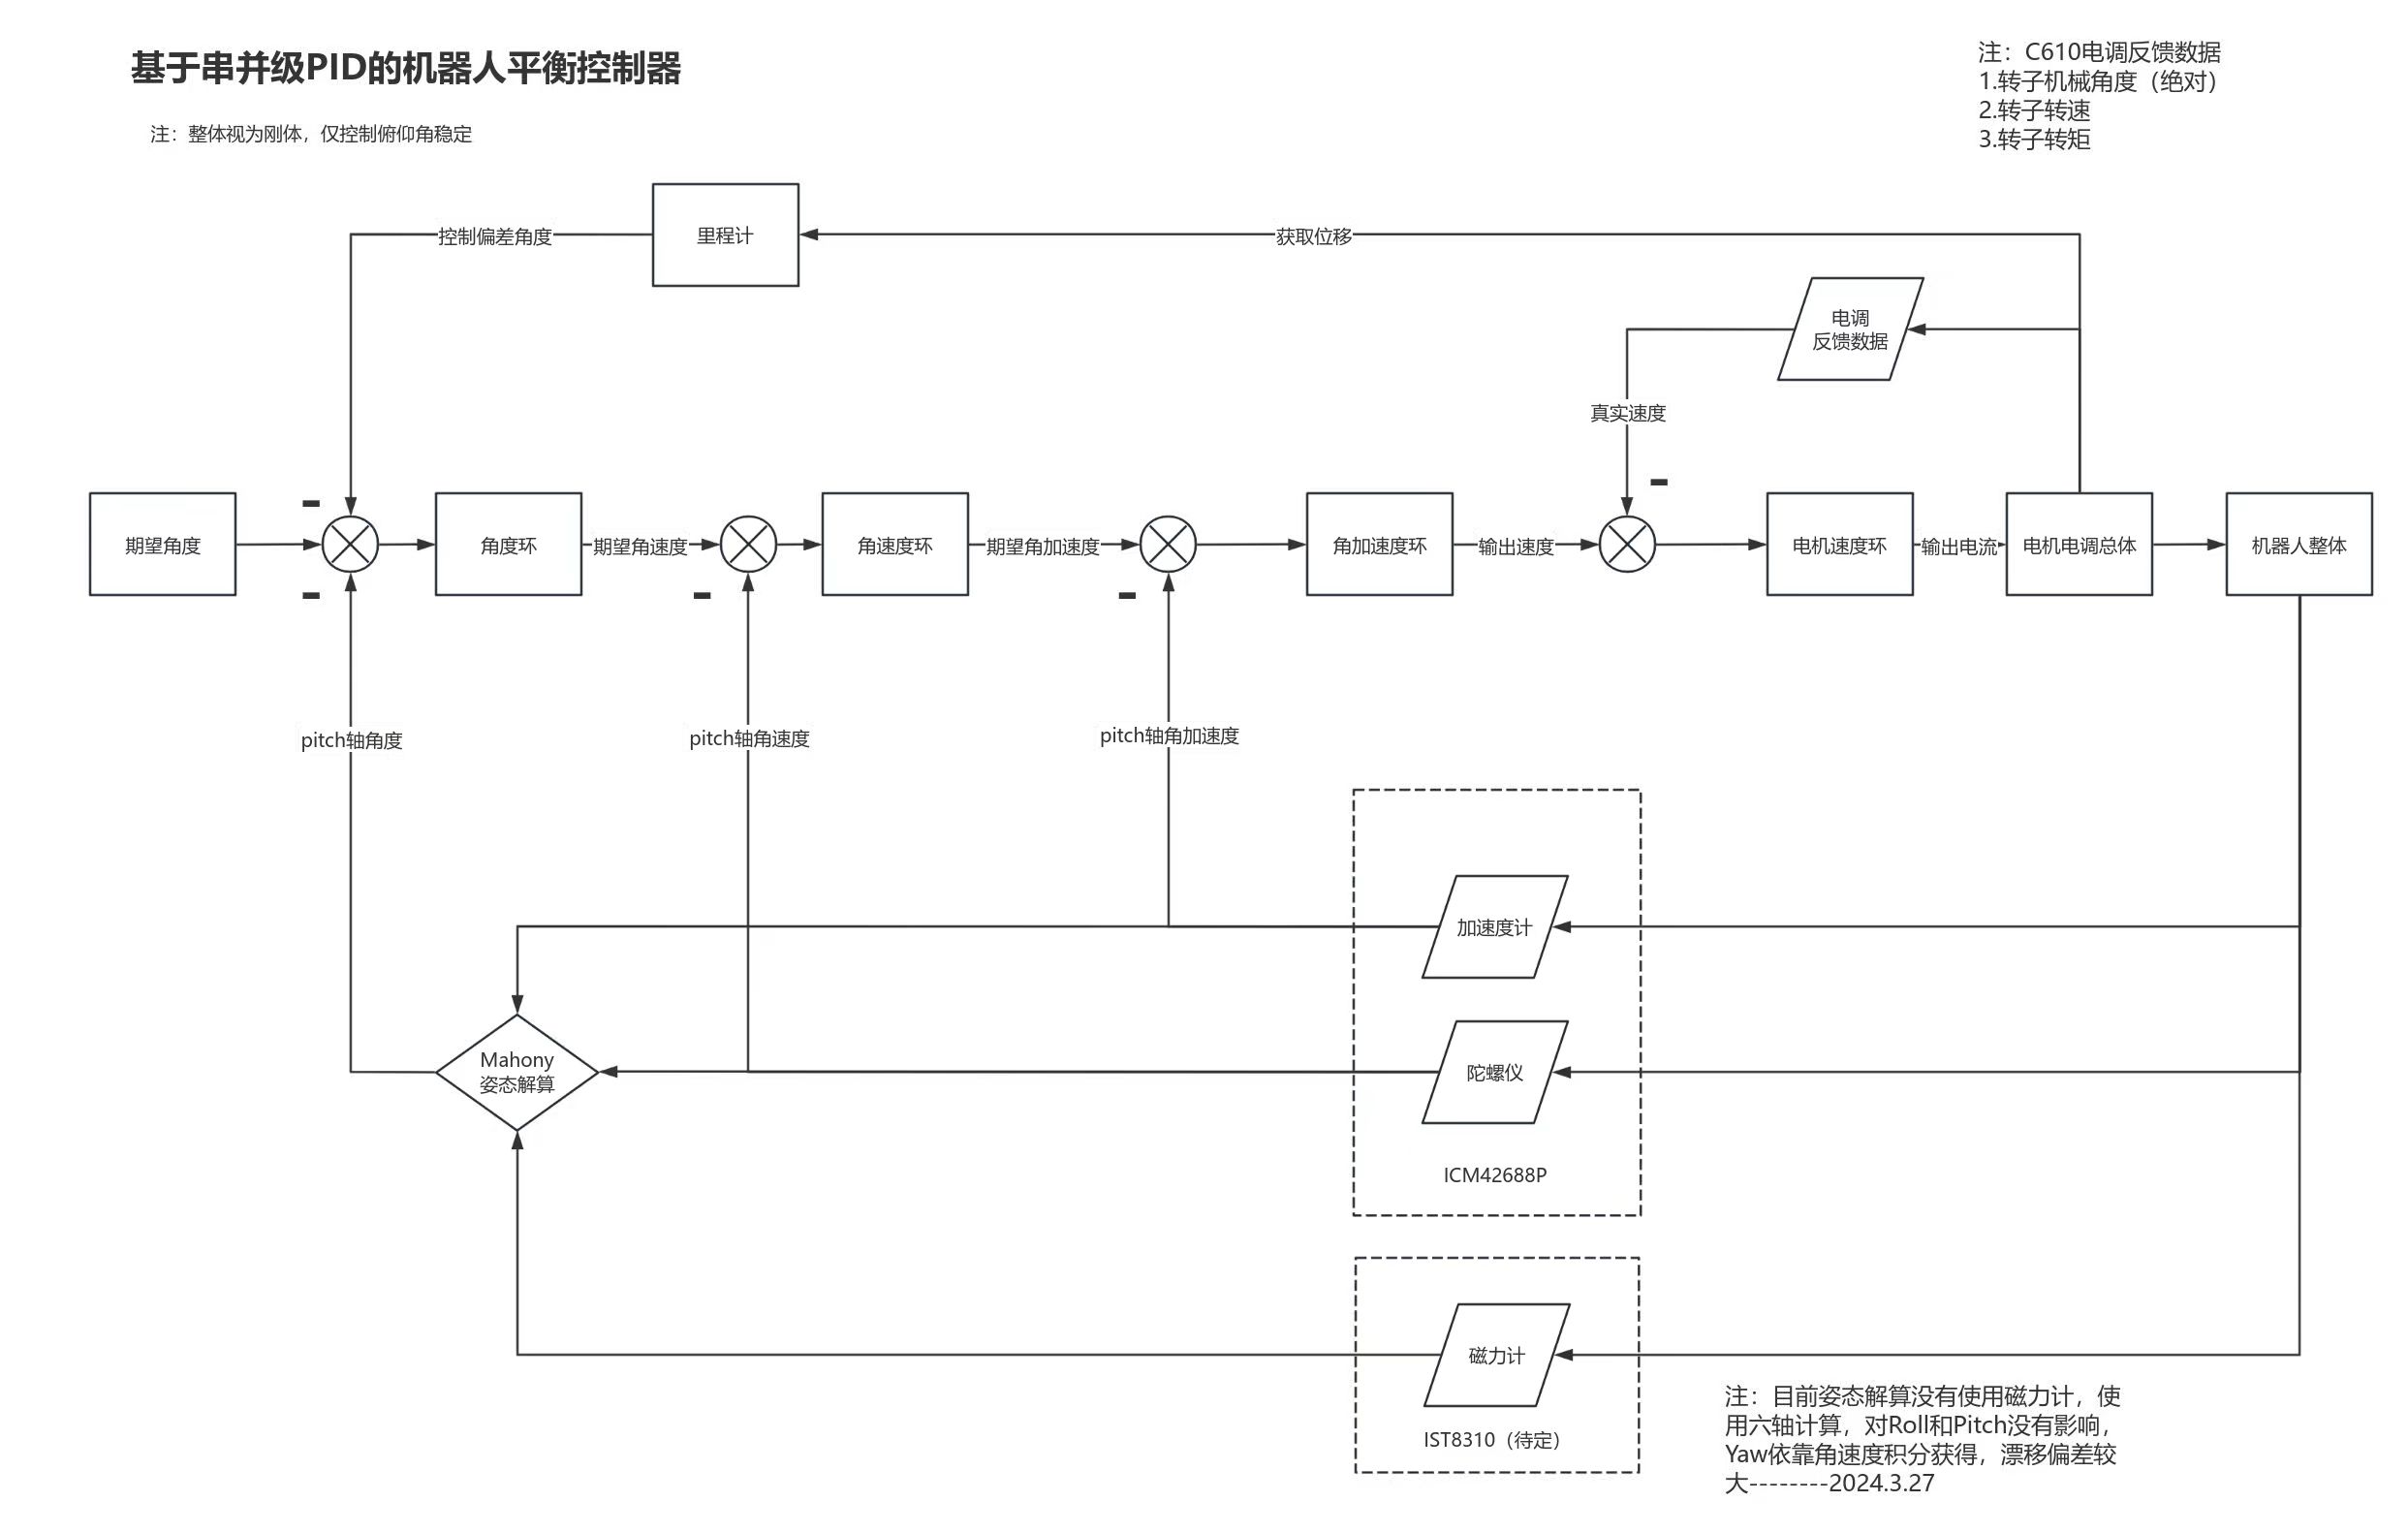 基于串并级PID的机器人平衡控制器
注：整体视为刚体，仅控制俯仰角稳定
注：C610电调反馈数据
1.转子机械角度（绝对）
2.转子转速
3.转子转矩
控制偏差角度
里程计
获取位移
电调
反馈数据
真实速度
-
-
期望角度
角度环
期望角速度
角速度环
期望角加速度
角加速度环
输出速度
电机速度环
输出电流
电机电调总体
机器人整体
-
-
-
pitch轴角度
pitch轴角速度
pitch轴角加速度
加速度计
Mahony
姿态解算
陀螺仪
ICM42688P
磁力计
IST8310（待定）
注：目前姿态解算没有使用磁力计，使
用六轴计算，对Roll和Pitch没有影响，
Yaw依靠角速度积分获得，漂移偏差较
大--------2024.3.27